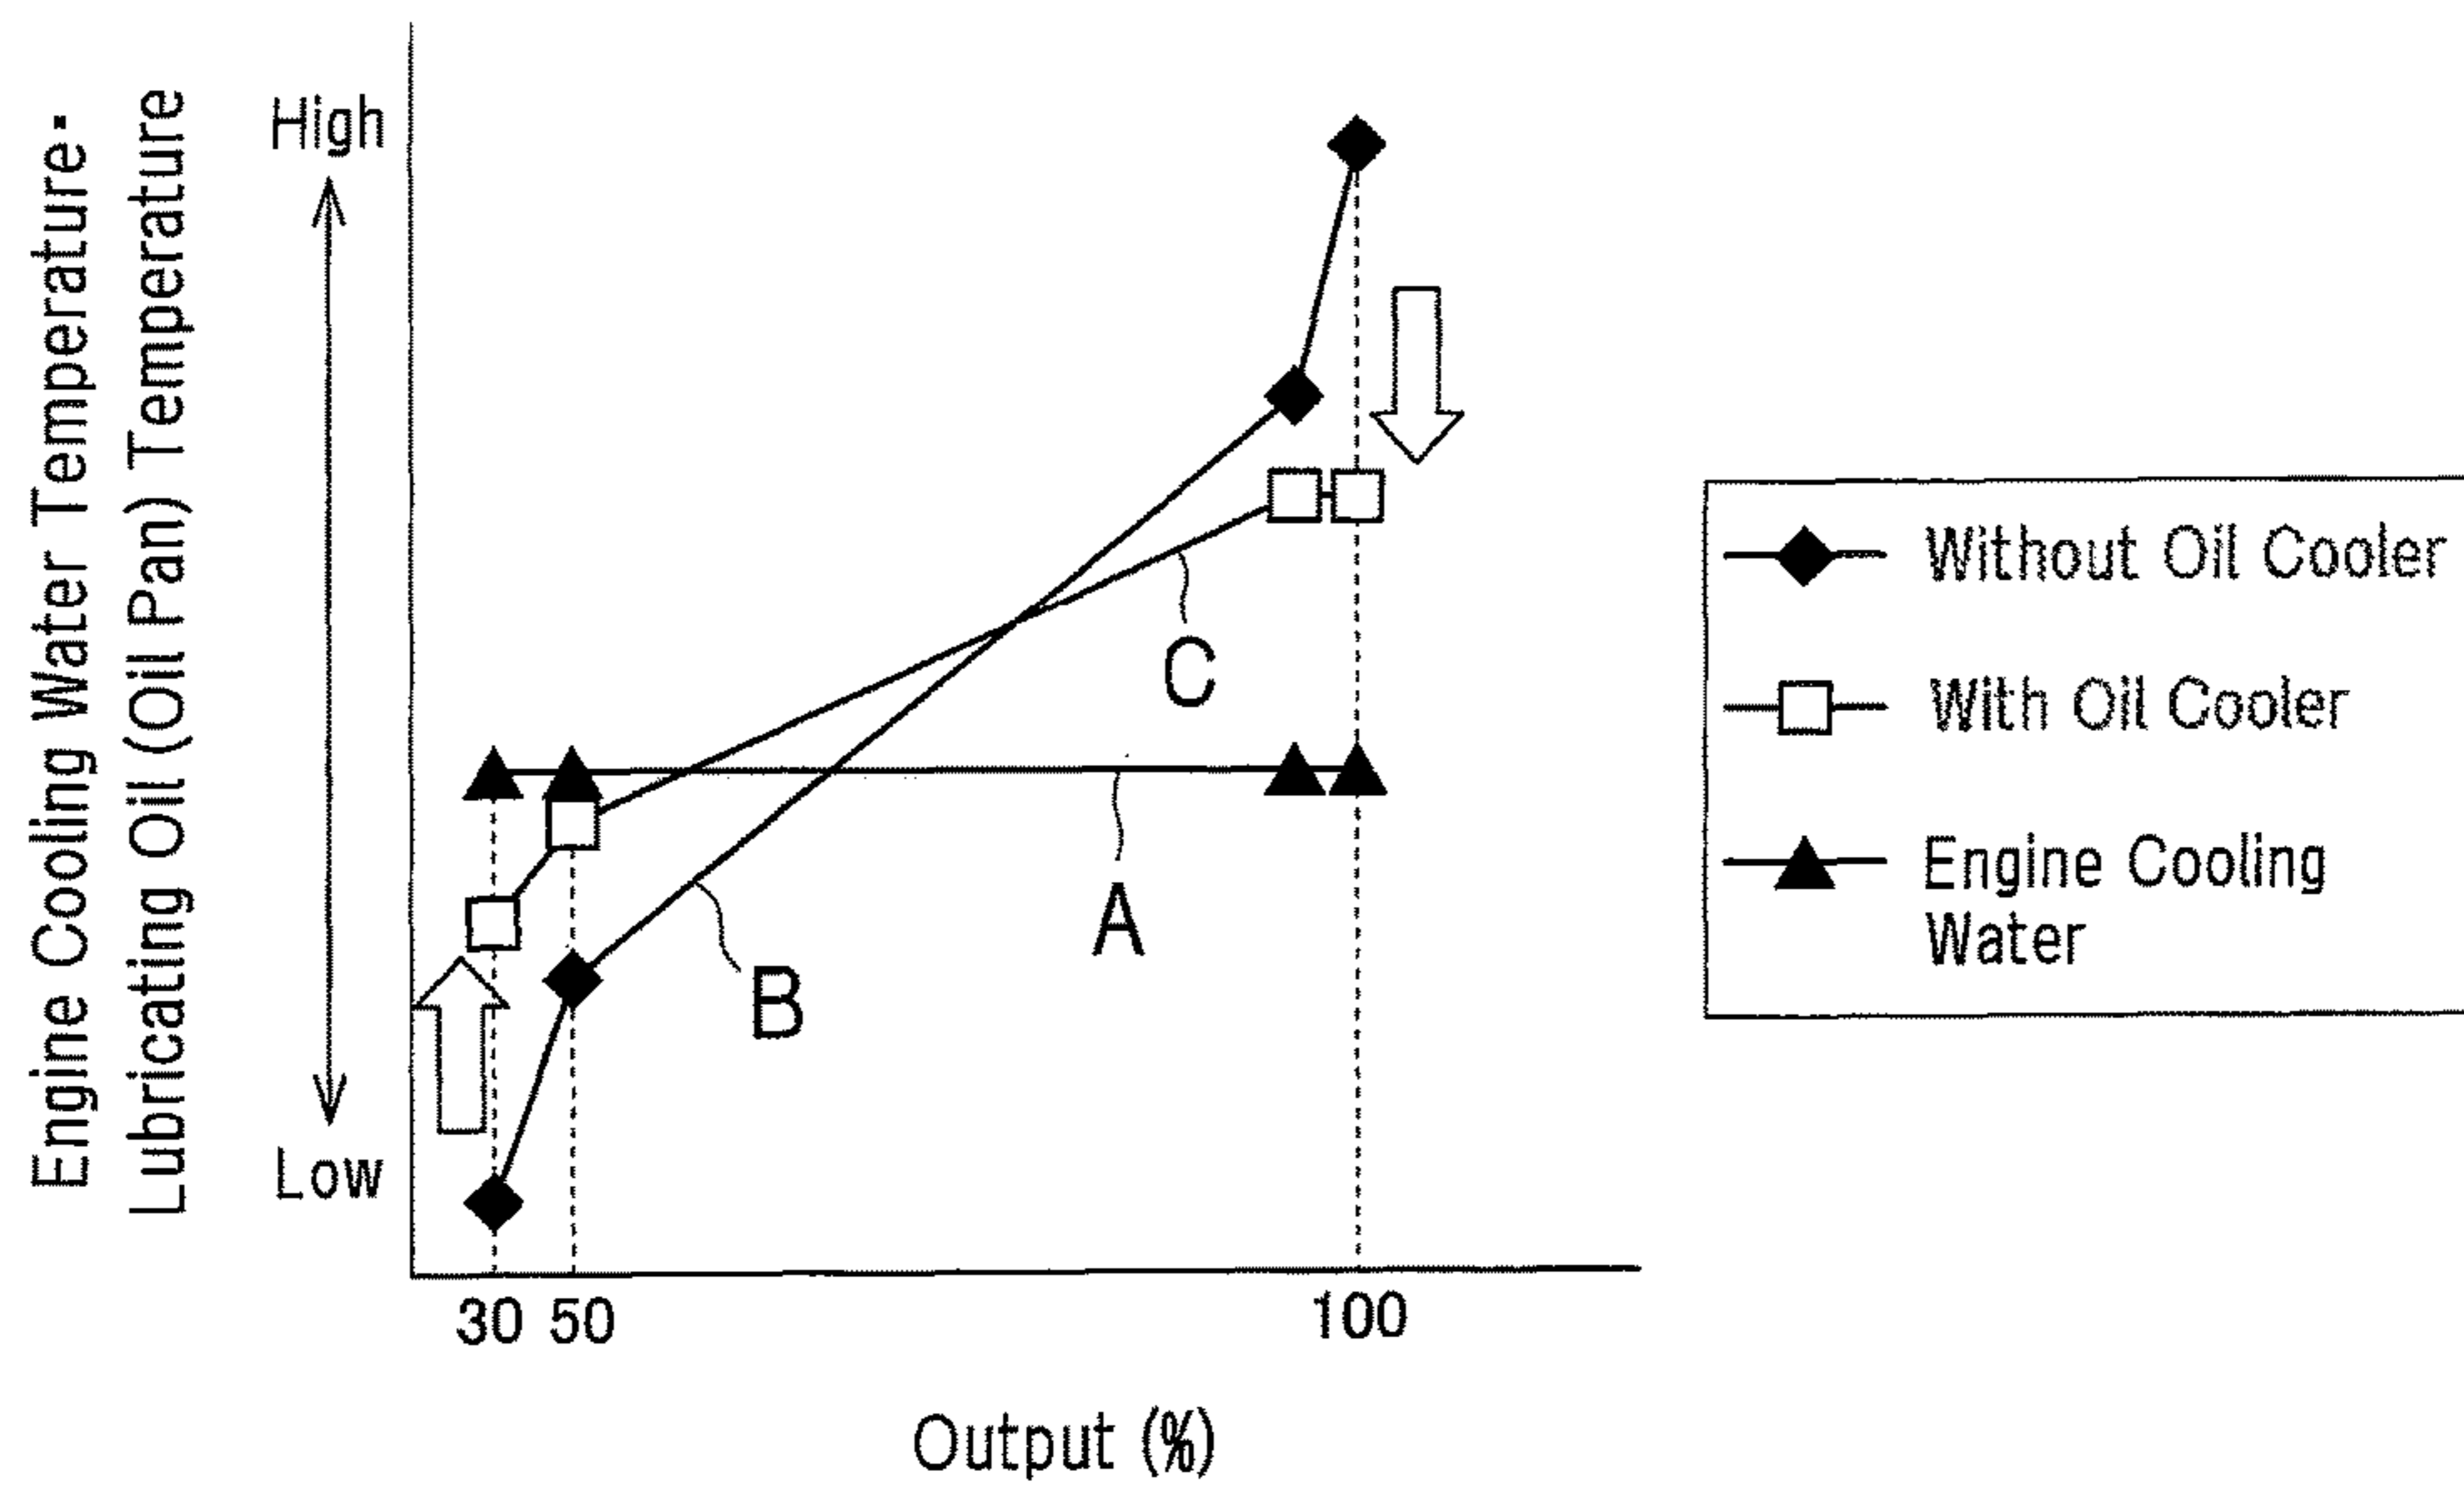 Engine Cooling Water Temperature·
Lubricating Oil (Oil Pan) Temperature
High
Low
A
B
C
30 50 100
Output (%)
Without Oil Cooler
With Oil Cooler
Engine Cooling
Water